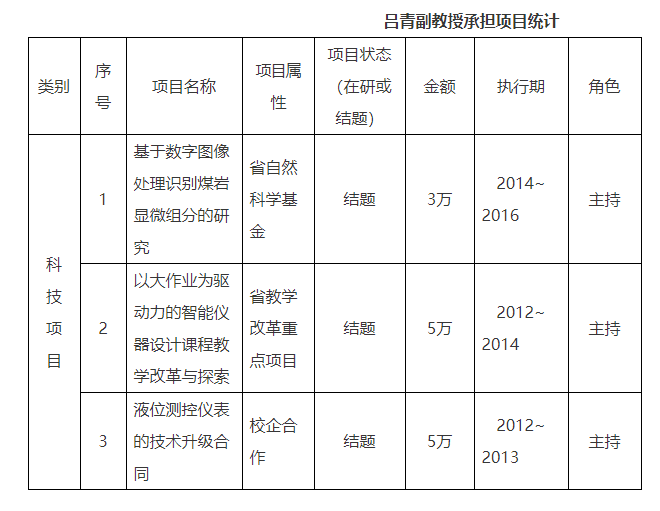 吕青副教授承担项目统计
类别
序
号
项目名称
项目属
性
项目状态
（在研或
结题）
金额
执行期
角色
科
技
项
目
1
基于数字图像
处理识别煤岩
显微组分的研
究
省自然
科学基
金
结题
3万
2014~
2016
主持
2
以大作业为驱
动力的智能仪
器设计课程教
学改革与探索
省教学
改革重
点项目
结题
5万
2012~
2014
主持
3
液位测控仪表
的技术升级合
同
校企合
作
结题
5万
2012~
2013
主持